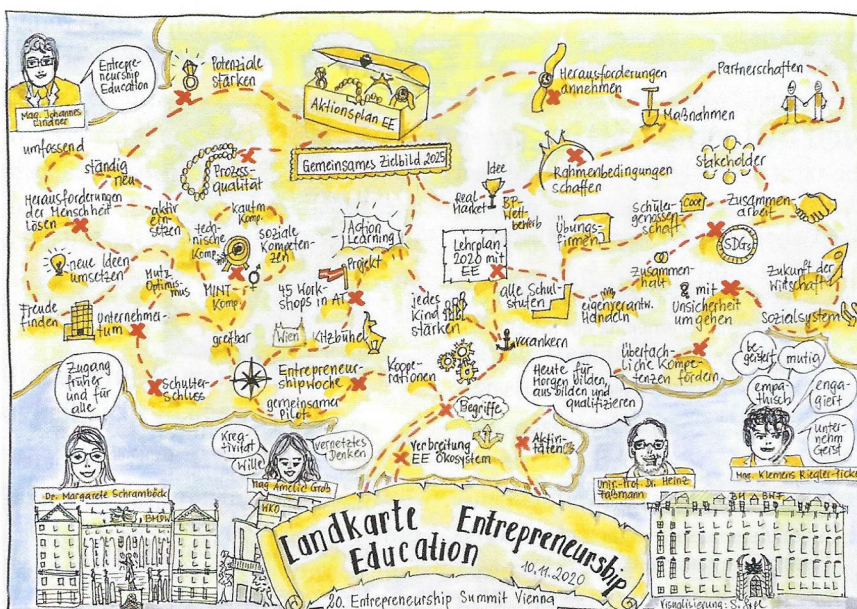 Entrepre-
neurship
Education
Mag. Johannes
Lindner
Potenziale
stärken
Aktionsplan EE
Gemeinsames Zielbild 2025
Herausforderungen
annehmen
Maßnahmen
Partnerschaften
umfassend
ständig
neu
Prozess-
qualität
Idee
Real
Market
BP-
Wett-
bewerb
Rahmenbedingungen
schaffen
Stakeholder
Herausforderungen
der Menschheit
lösen
aktiv
ein-
setzen
kaufm.
Komp.
tech-
nische
Komp.
soziale
Kompeten-
zen
MINT-
Komp.
Action
Learning
Projekt
Lehrplan
2020 mit
EE
Übungs-
firmen
Schüler-
genossen-
schaft
Coop
Zusammen-
arbeit
SDGs
neue Ideen
umsetzen
Mut-
Optimis-
mus
45 Work-
shops in AT
jedes
Kind
stärken
alle Schul-
stufen
eigenverantw.
Handeln
Zusammen-
halt
mit
Unsicherheit
umgehen
Zukunft der
Wirtschaft
Sozialsystem
Freude
finden
Unternehmer-
tum
greifbar
Wien
Kitzbühel
verankern
überfach-
liche Kompe-
tenzen fördern
Schulter-
schluss
Entrepreneur-
shipwoche
gemeinsamer
Pilot
Koope-
rationen
Begriffe
Verbreitung
EE Ökosystem
Aktivi-
täten
Zugang
früher
und für
alle
Dr. Margarete Schramböck
BMDW
Kreа-
tivität
Wille
vernetztes
Denken
Mag. Amelie Groß
WKO
Heute für
Morgen bilden,
ausbilden und
qualifizieren
Univ.-Prof. Dr. Heinz
Faßmann
be-
geistert
mutig
empa-
thisch
enga-
giert
unter-
nehm.
Geist
Mag. Klemens Riegler-Picker
BMBWF
Landkarte Entrepreneurship
Education
10.11.2020
20. Entrepreneurship Summit Vienna
Visualisierung: S.